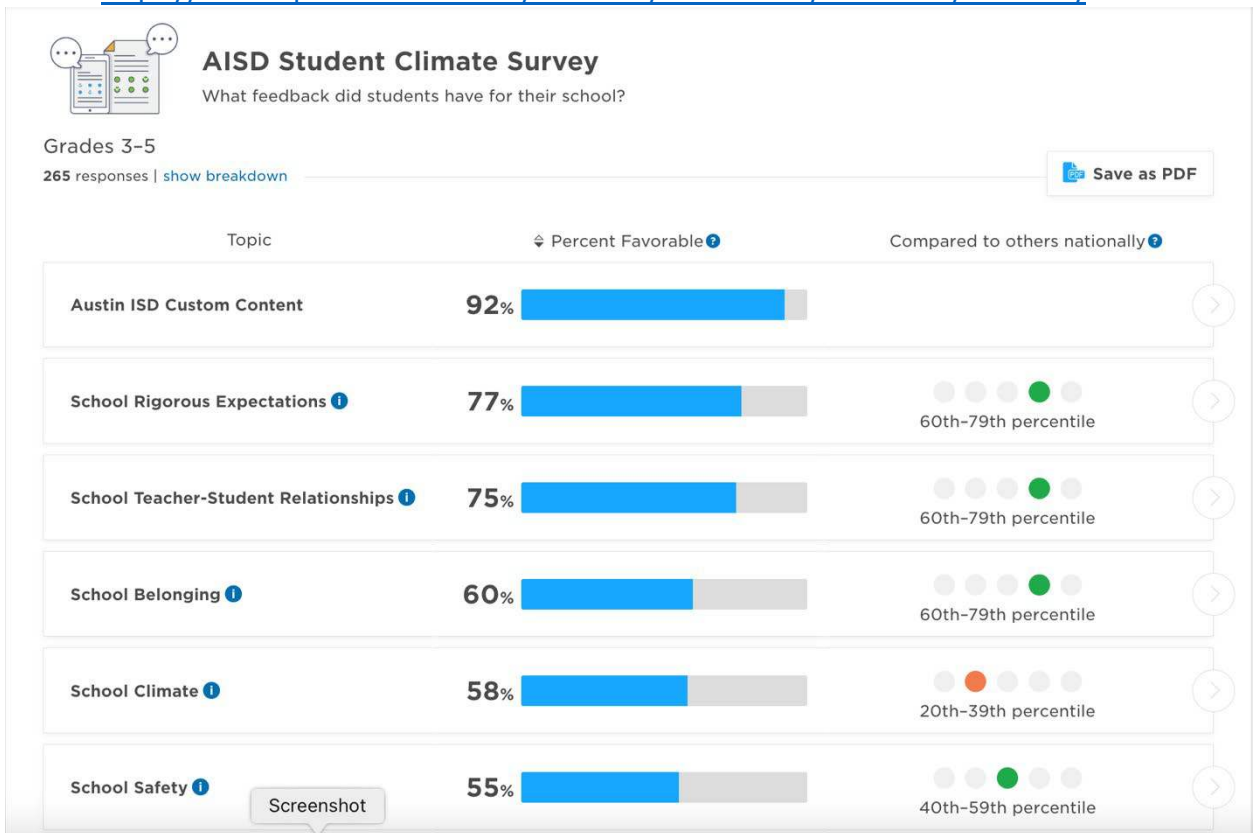 AISD Student Climate Survey
What feedback did students have for their school?
Grades 3–5
265 responses | show breakdown
Save as PDF
Topic
Percent Favorable
Compared to others nationally
Austin ISD Custom Content 92%
School Rigorous Expectations 77%
60th–79th percentile
School Teacher-Student Relationships 75%
60th–79th percentile
School Belonging 60%
60th–79th percentile
School Climate 58%
20th–39th percentile
School Safety 55%
40th–59th percentile
Screenshot